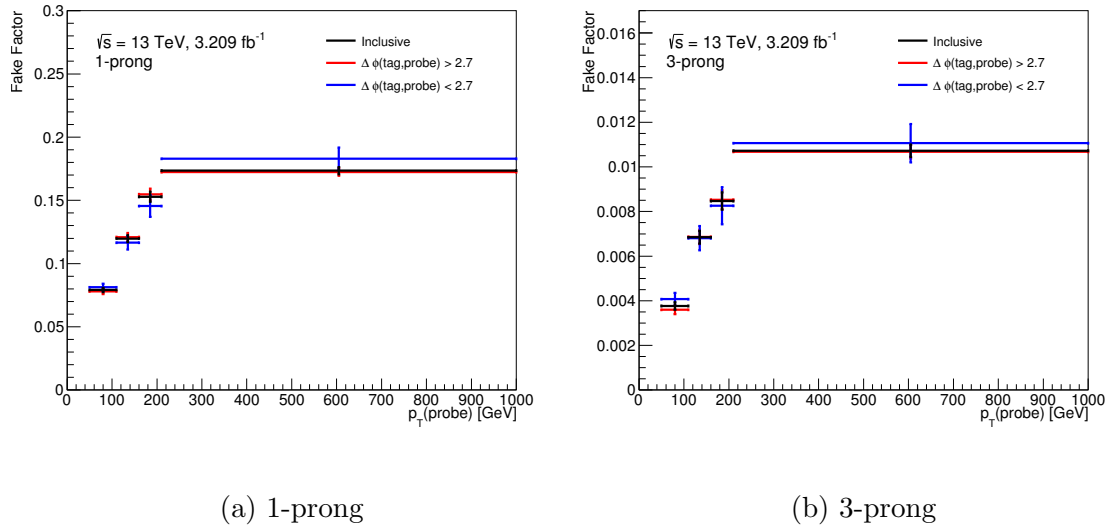 Fake Factor
0.3
0.25
0.2
0.15
0.1
0.05
0
√s = 13 TeV, 3.209 fb⁻¹
1-prong
Inclusive
Δ ϕ(tag,probe) > 2.7
Δ ϕ(tag,probe) < 2.7
0 100 200 300 400 500 600 700 800 900 1000
p_T(probe) [GeV]
Fake Factor
0.016
0.014
0.012
0.01
0.008
0.006
0.004
0.002
0
√s = 13 TeV, 3.209 fb⁻¹
3-prong
Inclusive
Δ ϕ(tag,probe) > 2.7
Δ ϕ(tag,probe) < 2.7
0 100 200 300 400 500 600 700 800 900 1000
p_T(probe) [GeV]
(a) 1-prong
(b) 3-prong